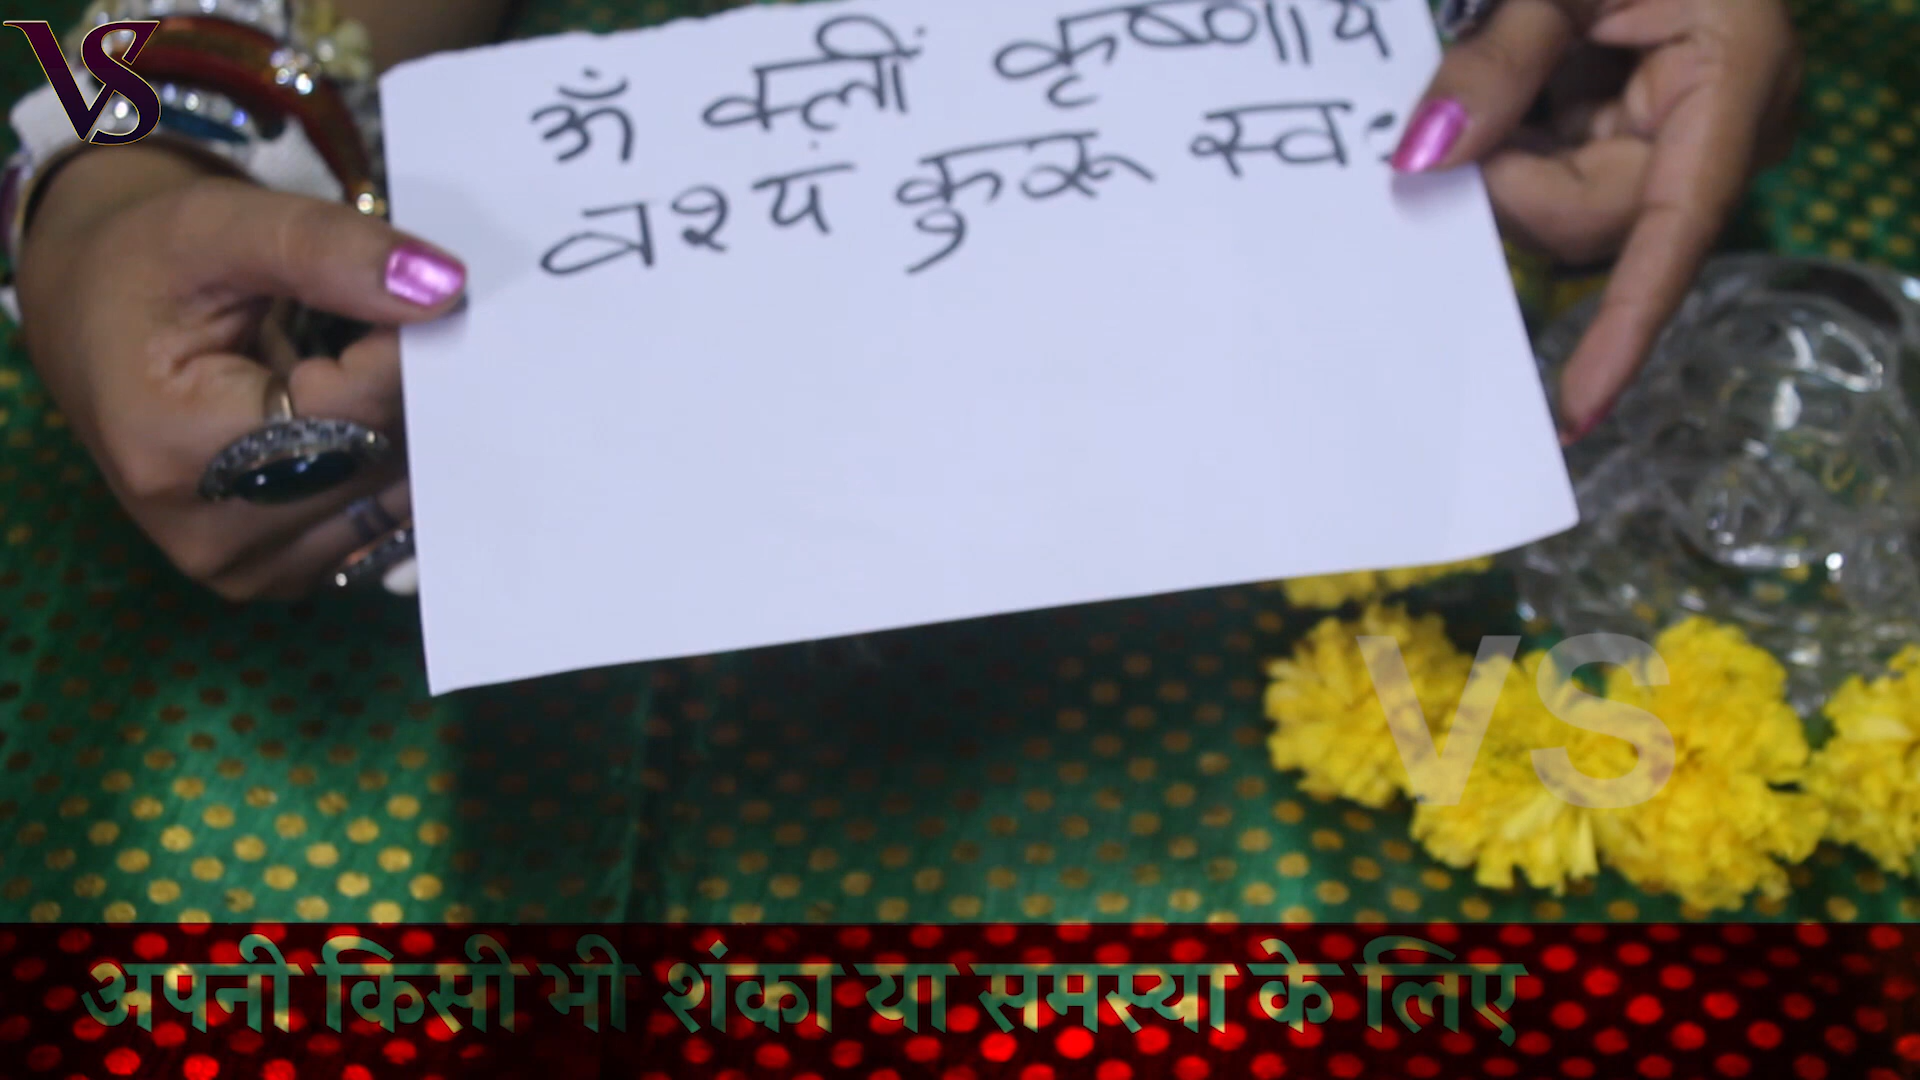 VS
ॐ क्लीं कृष्णाय
वश्यं कुरू स्व:
VS
अपनी किसी भी शंका या समस्या के लिए